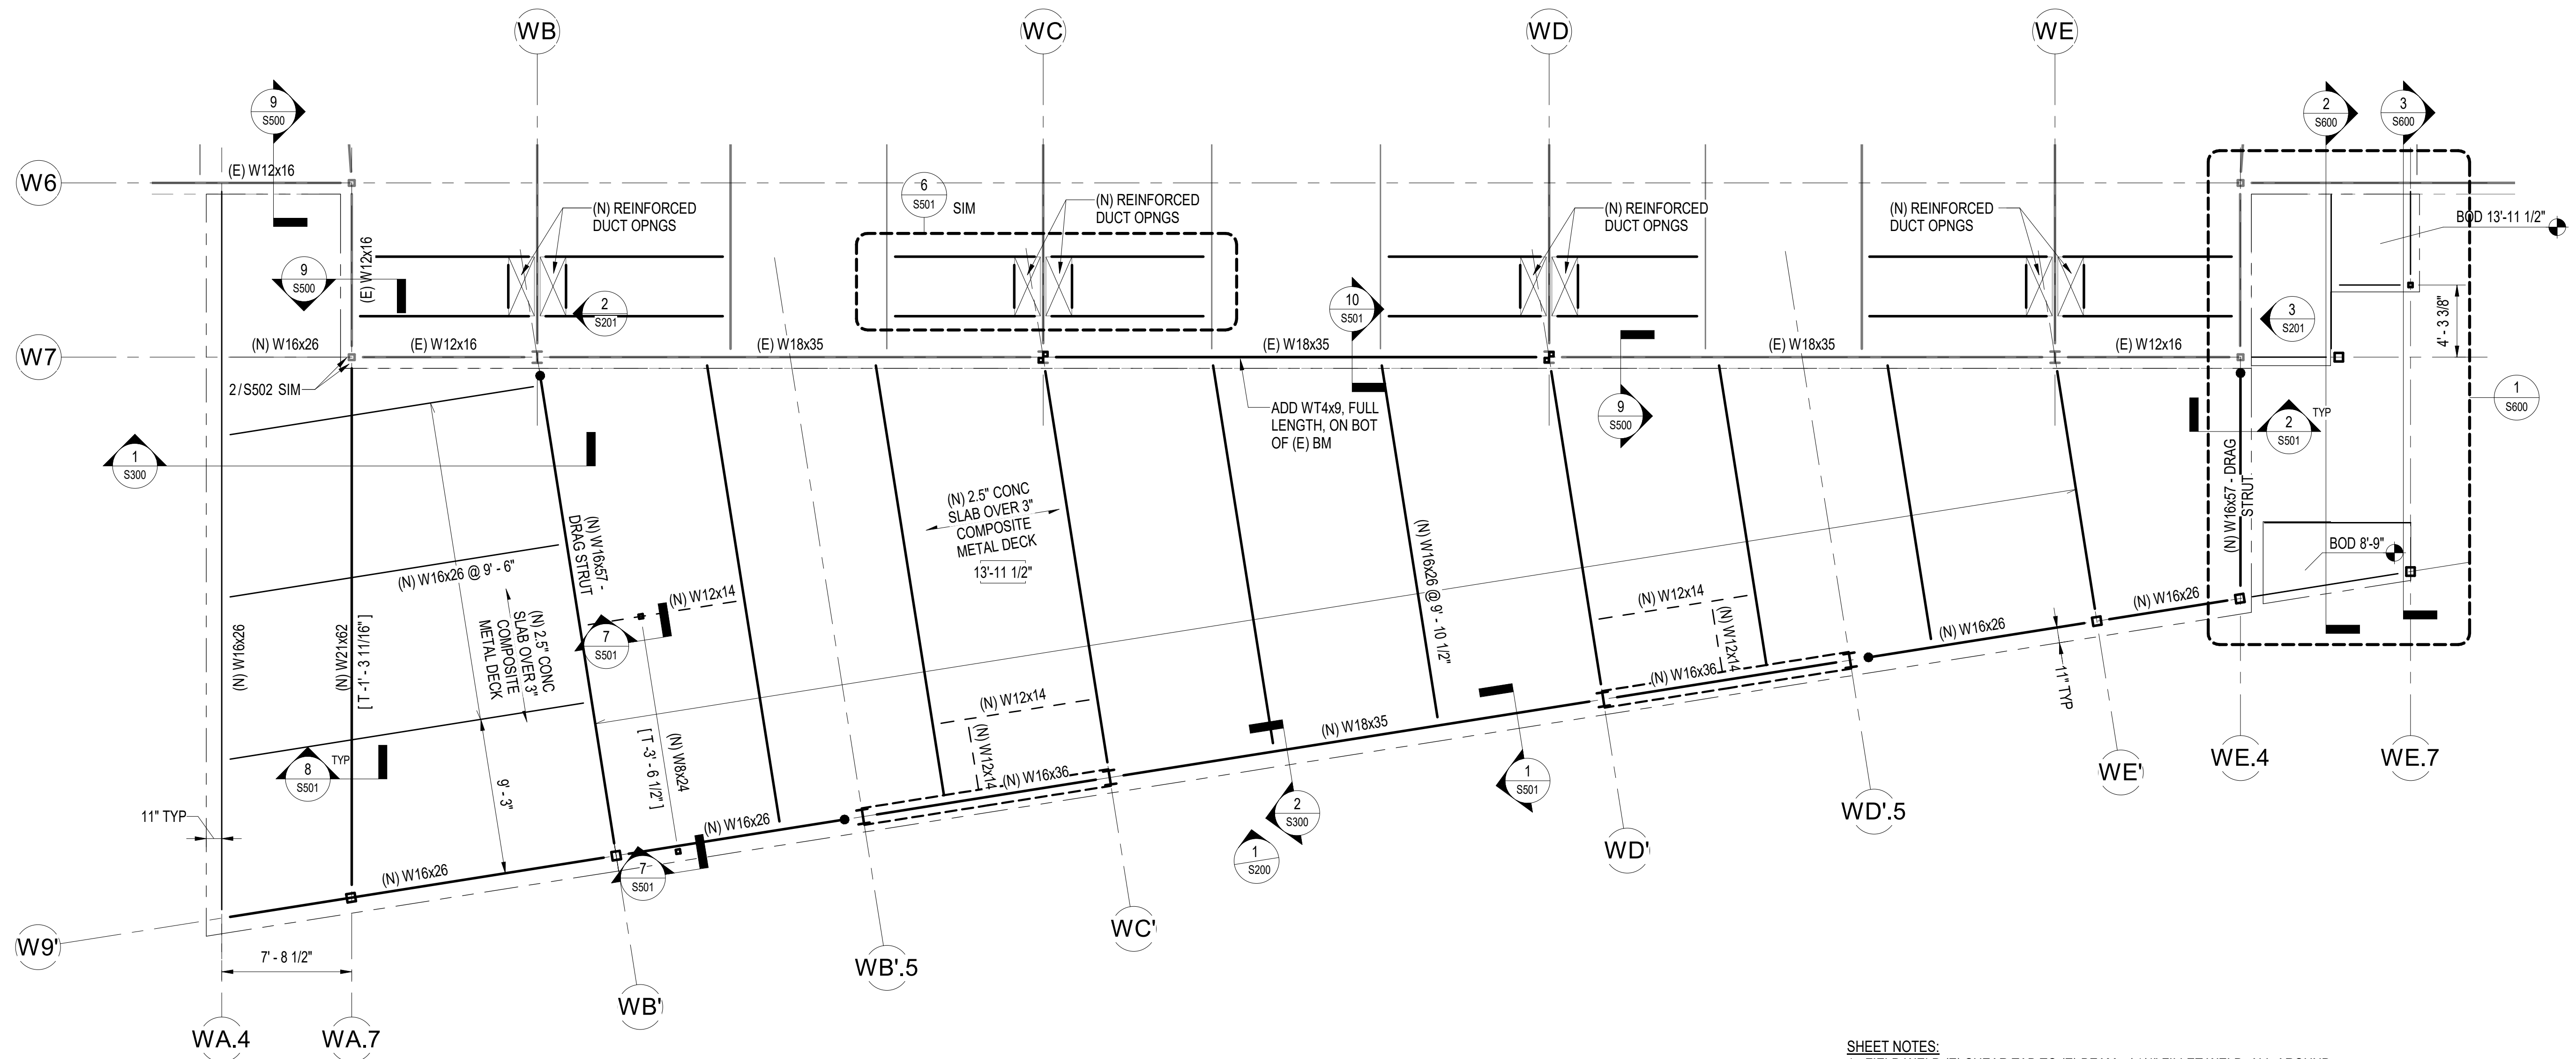 WB
WC
WD
WE
9
S500
2
S600
3
S600
W6
(E) W12x16
6
S501
SIM
(N) REINFORCED
DUCT OPNGS
(N) REINFORCED
DUCT OPNGS
(N) REINFORCED
DUCT OPNGS
(N) REINFORCED
DUCT OPNGS
BOD 13'-11 1/2"
(E) W12x16
9
S500
2
S201
10
S501
3
S201
4' - 3 3/8"
W7
(N) W16x26
(E) W12x16
(E) W18x35
(E) W18x35
(E) W18x35
(E) W12x16
2/S502 SIM
1
S600
ADD WT4x9, FULL
LENGTH, ON BOT
OF (E) BM
9
S500
2
S501
TYP
1
S300
(N) W16x57 -
DRAG STRUT
(N) 2.5" CONC
SLAB OVER 3"
COMPOSITE
METAL DECK
13'-11 1/2"
(N) W16x26 @ 9' - 10 1/2"
(N) W16x57 - DRAG
STRUT
BOD 8'-9"
(N) W16x26 @ 9' - 6"
(N) 2.5" CONC
SLAB OVER 3"
COMPOSITE
METAL DECK
(N) W12x14
7
S501
(N) W12x14
(N) W12x14
(N) W16x26
(N) W16x26
(N) W16x26
(N) W21x62
[ T -1' - 3 11/16" ]
(N) W16x36
11" TYP
(N) W12x14
(N) W12x14
(N) W16x36
(N) W18x35
(N) W8x24
[ T -3' - 6 1/2" ]
8
S501
TYP
9' - 3"
1
S501
2
S300
1
S200
11" TYP
(N) W16x26
(N) W16x26
7
S501
WE'
WE.4
WE.7
WD'.5
WD'
WC'
WB'.5
WB'
W9'
7' - 8 1/2"
WA.4
WA.7
SHEET NOTES: